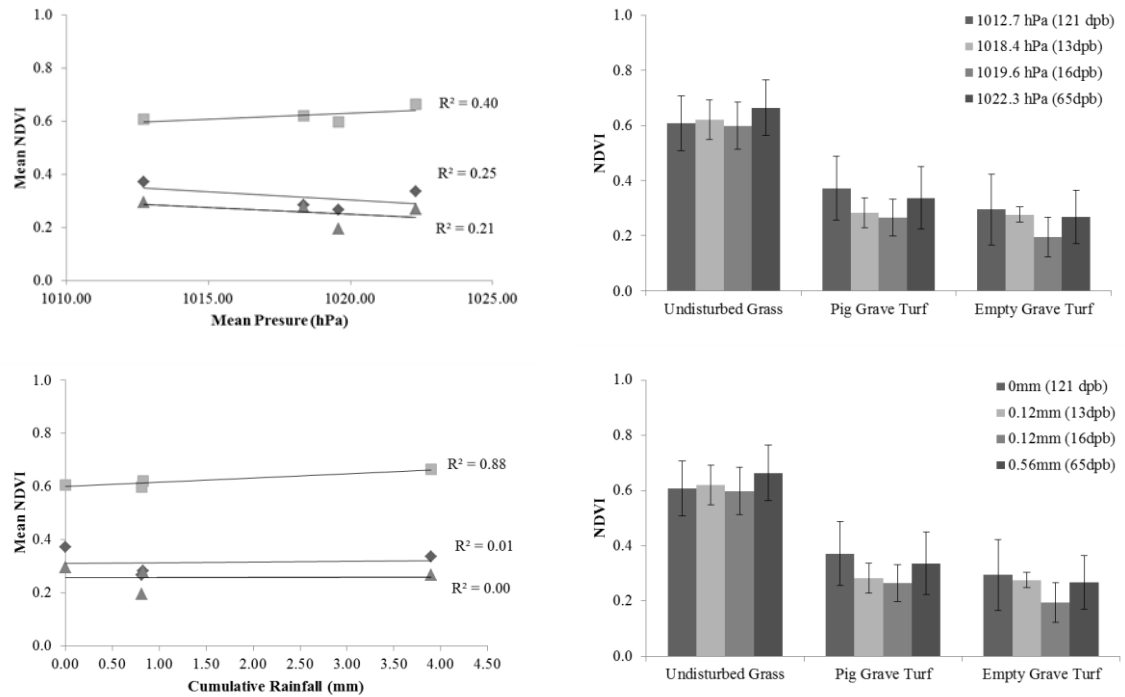 1.0
0.8
0.6
0.4
0.2
0.0
Mean NDVI
R² = 0.40
R² = 0.25
R² = 0.21
1010.00 1015.00 1020.00 1025.00
Mean Presure (hPa)
1.0
0.8
0.6
0.4
0.2
0.0
NDVI
1012.7 hPa (121 dpb)
1018.4 hPa (13dpb)
1019.6 hPa (16dpb)
1022.3 hPa (65dpb)
Undisturbed Grass Pig Grave Turf Empty Grave Turf
1.0
0.8
0.6
0.4
0.2
0.0
Mean NDVI
R² = 0.88
R² = 0.01
R² = 0.00
0.00 0.50 1.00 1.50 2.00 2.50 3.00 3.50 4.00 4.50
Cumulative Rainfall (mm)
1.0
0.8
0.6
0.4
0.2
0.0
NDVI
0mm (121 dpb)
0.12mm (13dpb)
0.12mm (16dpb)
0.56mm (65dpb)
Undisturbed Grass Pig Grave Turf Empty Grave Turf